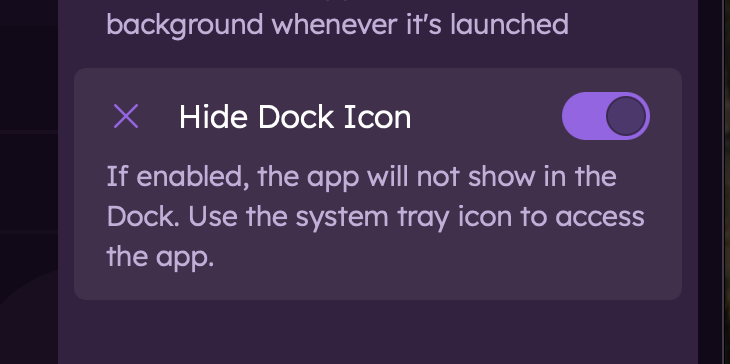 background whenever it's launched
Hide Dock Icon
If enabled, the app will not show in the
Dock. Use the system tray icon to access
the app.